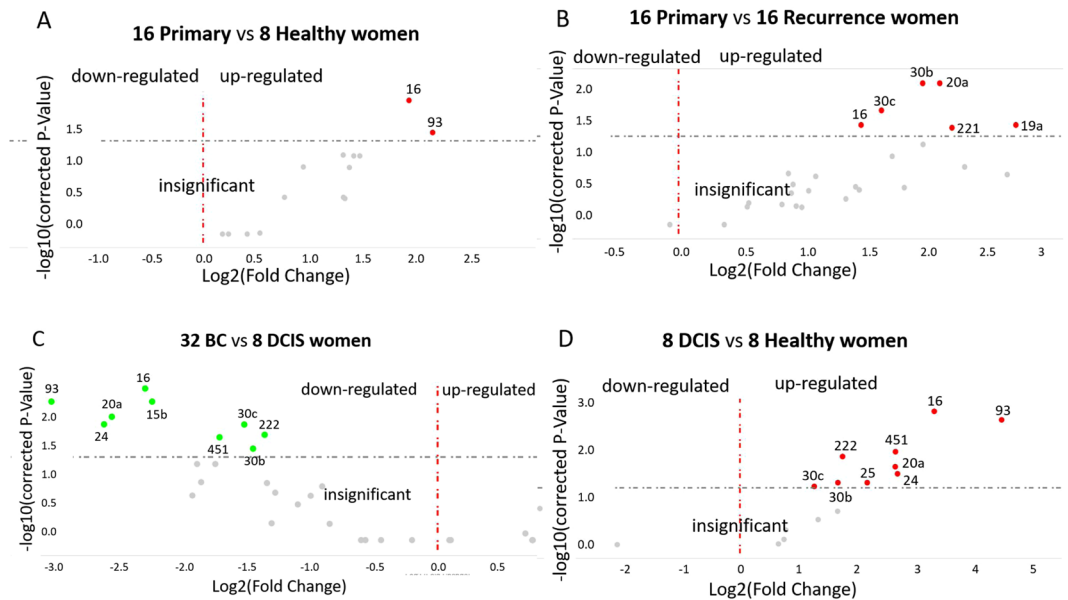 A
16 Primary vs 8 Healthy women
down-regulated
up-regulated
-log10(corrected P-Value)
16
93
1.5
1.0
0.5
0.0
insignificant
-1.0 -0.5 0.0 0.5 1.0 1.5 2.0 2.5
Log2(Fold Change)
B
16 Primary vs 16 Recurrence women
down-regulated
up-regulated
-log10(corrected P-Value)
30b
20a
30c
16
221
19a
2.0
1.5
1.0
0.5
0.0
insignificant
-0.5 0.0 0.5 1.0 1.5 2.0 2.5 3
Log2(Fold Change)
C
32 BC vs 8 DCIS women
down-regulated
up-regulated
-log10(corrected P-Value)
16
93
20a
15b
24
30c
222
451
30b
2.0
1.5
1.0
0.5
0.0
insignificant
-3.0 -2.5 -2.0 -1.5 -1.0 -0.5 0.0 0.5
Log2(Fold Change)
D
8 DCIS vs 8 Healthy women
down-regulated
up-regulated
-log10(corrected P-Value)
16
93
222
451
20a
24
25
30c
30b
3.0
2.0
1.0
0.0
insignificant
-2 -1 0 1 2 3 4 5
Log2(Fold Change)